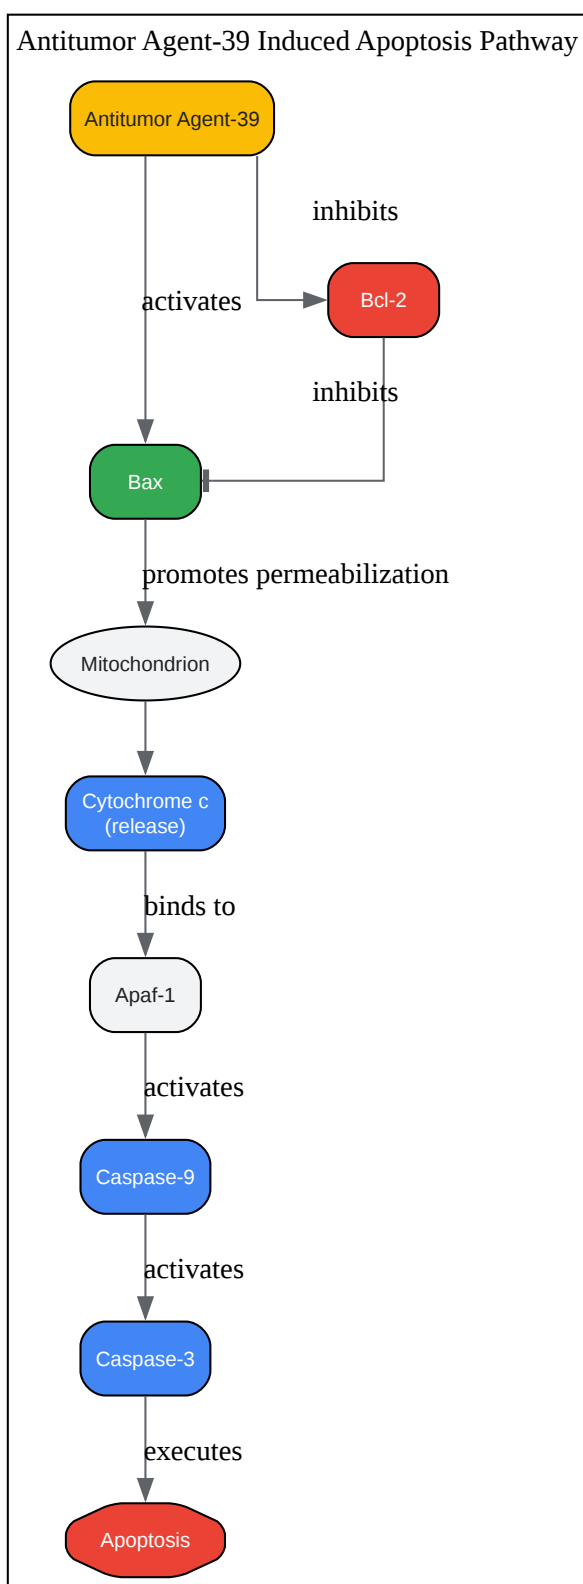 Antitumor Agent-39 Induced Apoptosis Pathway
Antitumor Agent-39
inhibits
Bcl-2
activates
inhibits
Bax
promotes permeabilization
Mitochondrion
Cytochrome c
(release)
binds to
Apaf-1
activates
Caspase-9
activates
Caspase-3
executes
Apoptosis